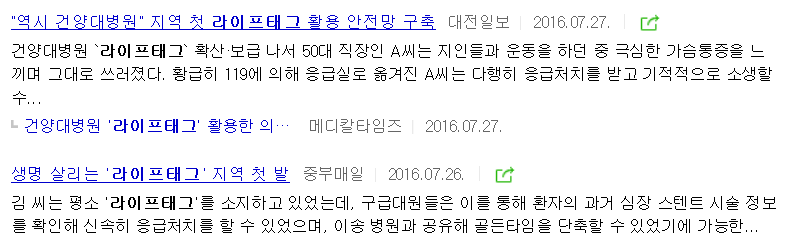 "역시 건양대병원" 지역 첫 라이프태그 활용 안전망 구축 대전일보 | 2016.07.27. |
건양대병원 `라이프태그` 확산·보급 나서 50대 직장인 A씨는 지인들과 운동을 하던 중 극심한 가슴통증을 느
끼며 그대로 쓰러졌다. 황급히 119에 의해 응급실로 옮겨진 A씨는 다행히 응급처치를 받고 기적적으로 소생할
수...
건양대병원 '라이프태그' 활용한 의… 메디칼타임즈 | 2016.07.27.
생명 살리는 '라이프태그' 지역 첫 발 중부매일 | 2016.07.26. |
김 씨는 평소 '라이프태그'를 소지하고 있었는데, 구급대원들은 이를 통해 환자의 과거 심장 스텐트 시술 정보
를 확인해 신속히 응급처치를 할 수 있었으며, 이송 병원과 공유해 골든타임을 단축할 수 있었기에 가능한...